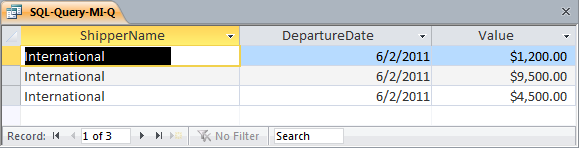 SQL-Query-MI-Q
ShipperName DepartureDate Value
International 6/2/2011 $1,200.00
International 6/2/2011 $9,500.00
International 6/2/2011 $4,500.00
Record: 1 of 3 No Filter Search